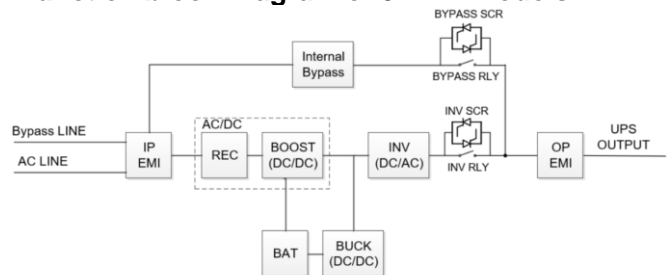 BYPASS SCR
Internal
Bypass
BYPASS RLY
Bypass LINE
AC LINE
IP
EMI
AC/DC
REC
BOOST
(DC/DC)
INV
(DC/AC)
INV SCR
INV RLY
OP
EMI
UPS
OUTPUT
BAT
BUCK
(DC/DC)